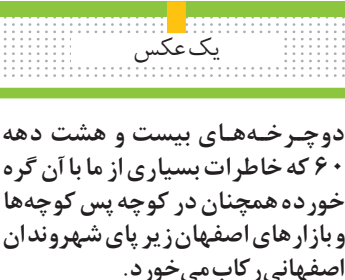 یک عکس
دوچرخه‌های بیست و هشت دهه
۶۰ که خاطرات بسیاری از ما با آن گره
خورده همچنان در کوچه پس کوچه‌ها
و بازارهای اصفهان زیر پای شهروندان
اصفهانی رکاب می‌خورد.